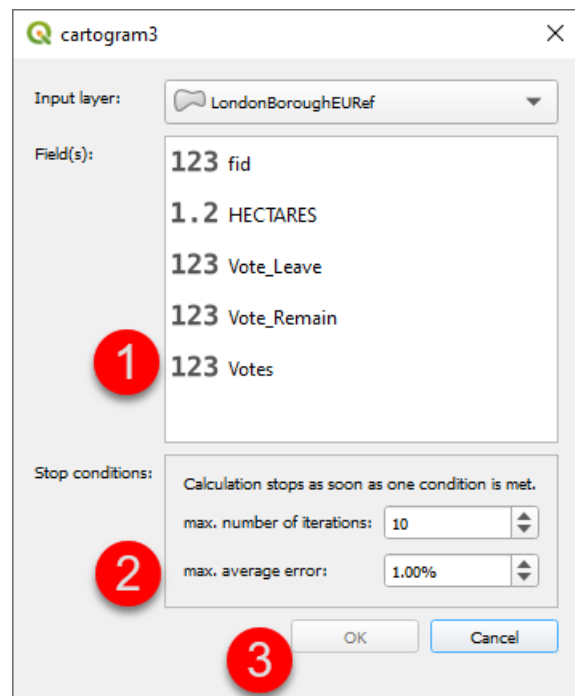 cartogram3
Input layer: LondonBoroughEURef
Field(s):
123 fid
1.2 HECTARES
123 Vote_Leave
123 Vote_Remain
1 123 Votes
Stop conditions:
Calculation stops as soon as one condition is met.
max. number of iterations: 10
2 max. average error: 1.00%
3 OK Cancel